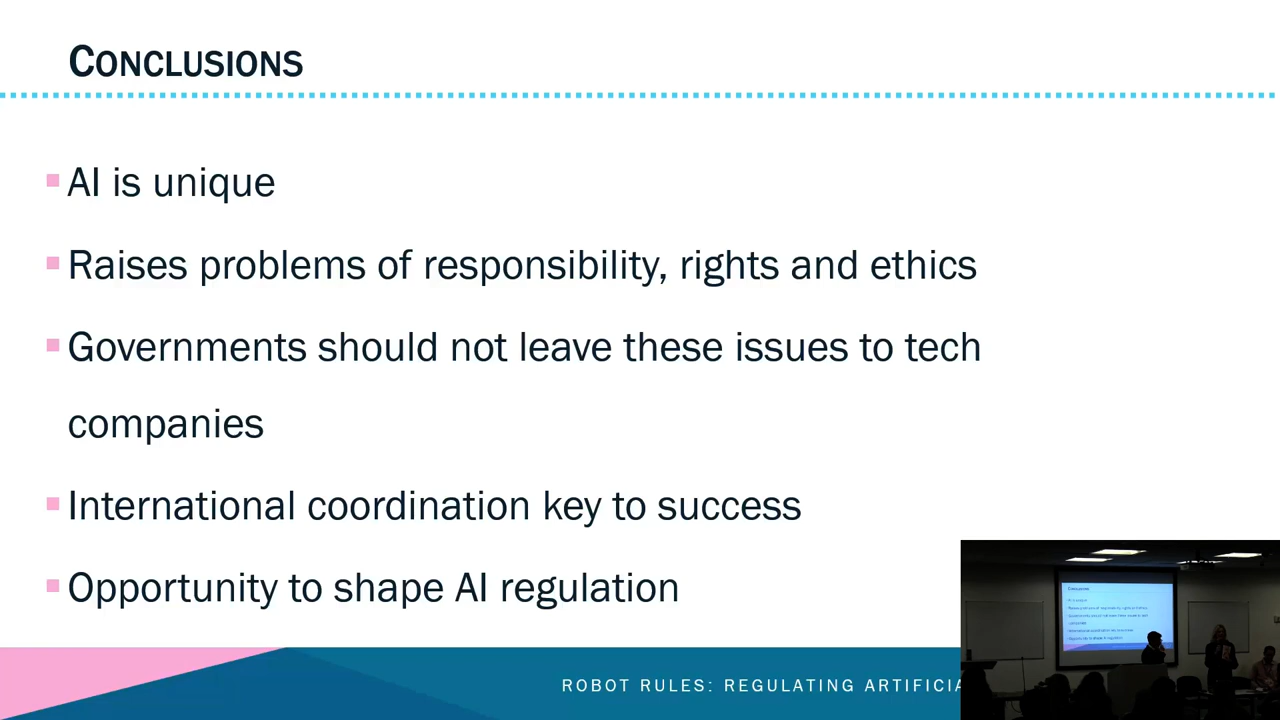 CONCLUSIONS
AI is unique
Raises problems of responsibility, rights and ethics
Governments should not leave these issues to tech
companies
International coordination key to success
Opportunity to shape AI regulation
ROBOT RULES: REGULATING ARTIFICIA